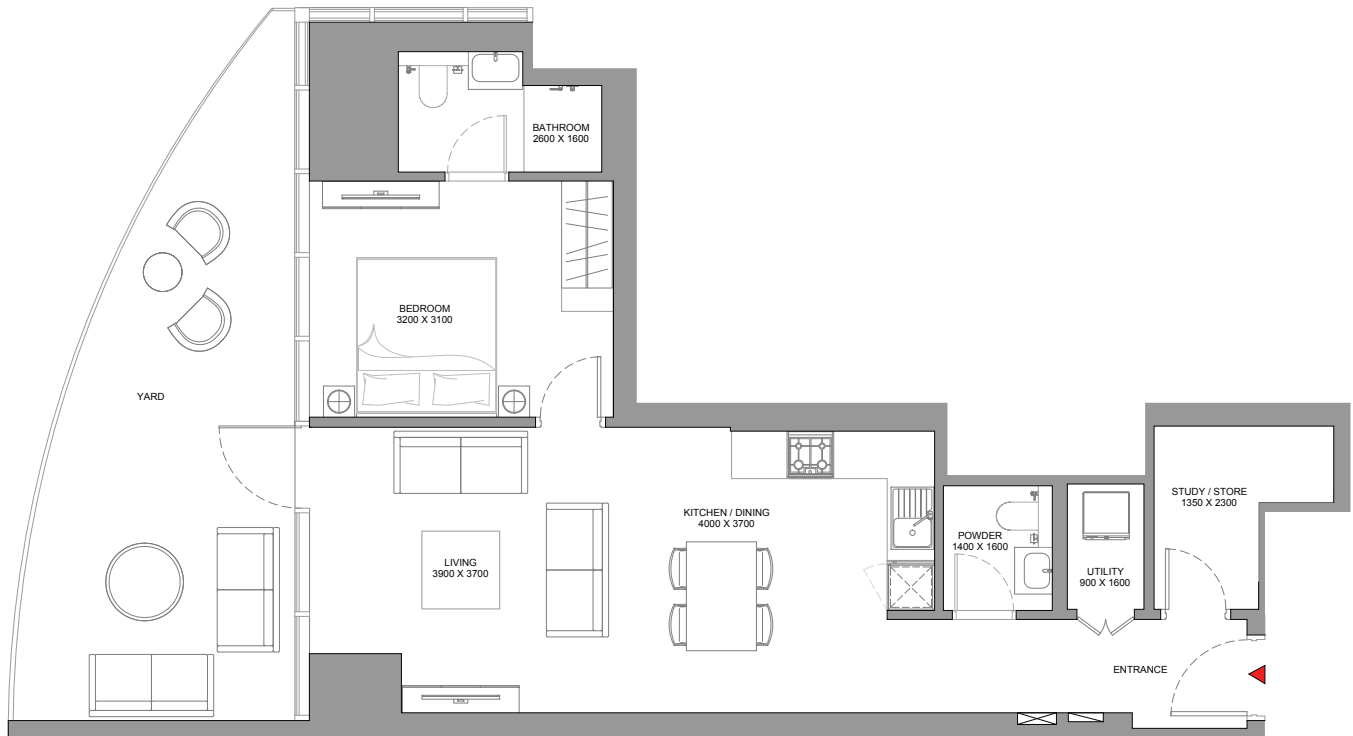 BATHROOM
2600 X 1600
BEDROOM
3200 X 3100
YARD
KITCHEN / DINING
4000 X 3700
STUDY / STORE
1350 X 2300
POWDER
1400 X 1600
LIVING
3900 X 3700
UTILITY
900 X 1600
ENTRANCE